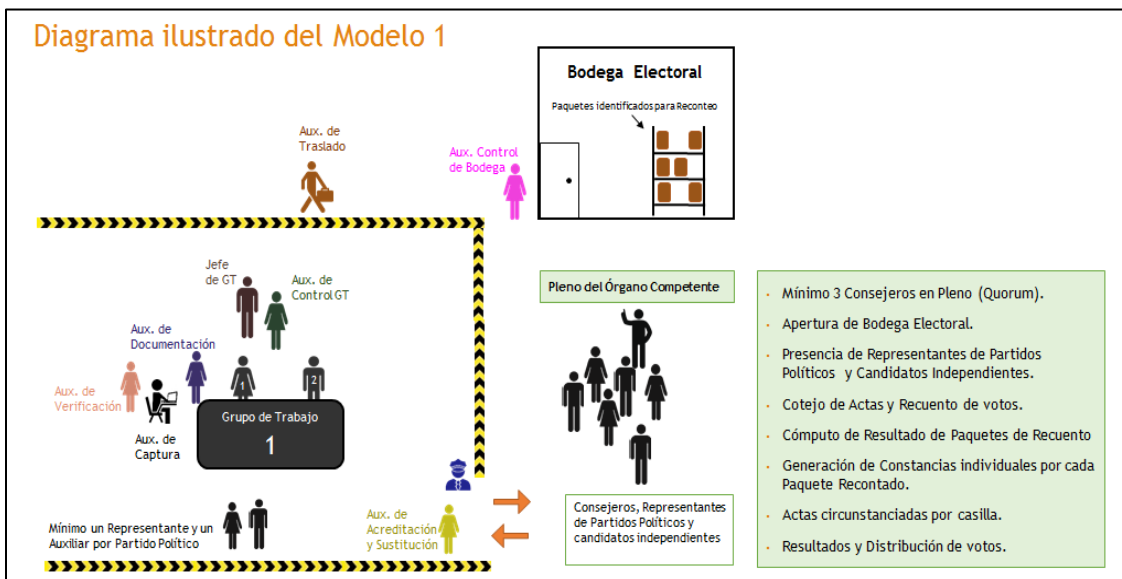 Diagrama ilustrado del Modelo 1
Bodega Electoral
Paquetes identificados para Reconteo
Aux. de
Traslado
Aux. Control
de Bodega
Jefe
de GT
Aux. de
Control GT
Aux. de
Documentación
Aux. de
Verificación
Aux. de
Captura
1
2
Grupo de Trabajo
1
Mínimo un Representante y un
Auxiliar por Partido Político
Aux. de
Acreditación
y Sustitución
Pleno del Órgano Competente
Consejeros, Representantes
de Partidos Políticos y
candidatos independientes
· Mínimo 3 Consejeros en Pleno (Quorum).
· Apertura de Bodega Electoral.
· Presencia de Representantes de Partidos
Políticos y Candidatos Independientes.
· Cotejo de Actas y Recuento de votos.
· Cómputo de Resultado de Paquetes de Recuento
· Generación de Constancias individuales por cada
Paquete Recontado.
· Actas circunstanciadas por casilla.
· Resultados y Distribución de votos.